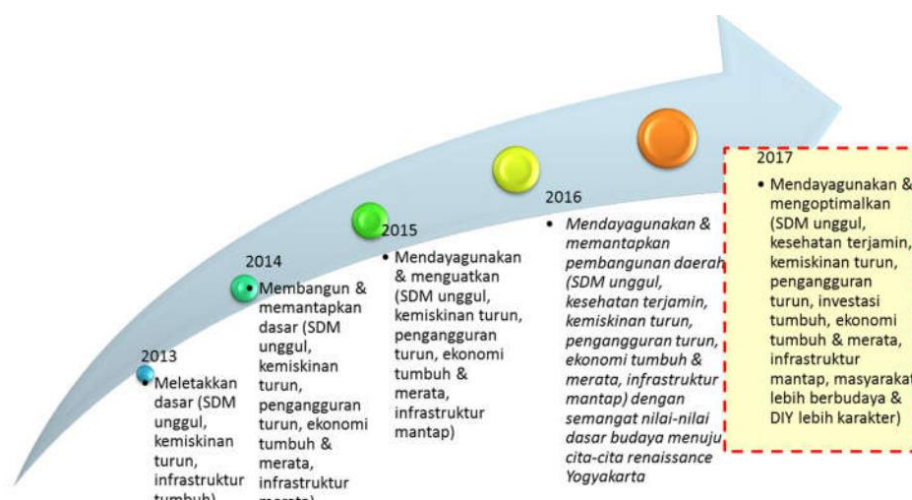 2013
• Meletakkan
dasar (SDM
unggul,
kemiskinan
turun,
infrastruktur
tumbuh)
2014
• Membangun &
memantapkan
dasar (SDM
unggul,
kemiskinan
turun,
pengangguran
turun, ekonomi
tumbuh &
merata,
infrastruktur
merata)
2015
• Mendayagunakan
& menguatkan
(SDM unggul,
kemiskinan turun,
pengangguran
turun, ekonomi
tumbuh &
merata,
infrastruktur
mantap)
2016
• Mendayagunakan &
memantapkan
pembangunan daerah
(SDM unggul,
kesehatan terjamin,
kemiskinan turun,
pengangguran turun,
ekonomi tumbuh &
merata, infrastruktur
mantap) dengan
semangat nilai-nilai
dasar budaya menuju
cita-cita renaissance
Yogyakarta
2017
• Mendayagunakan &
mengoptimalkan
(SDM unggul,
kesehatan terjamin,
kemiskinan turun,
pengangguran
turun, investasi
tumbuh, ekonomi
tumbuh & merata,
infrastruktur
mantap, masyarakat
lebih berbudaya &
DIY lebih karakter)